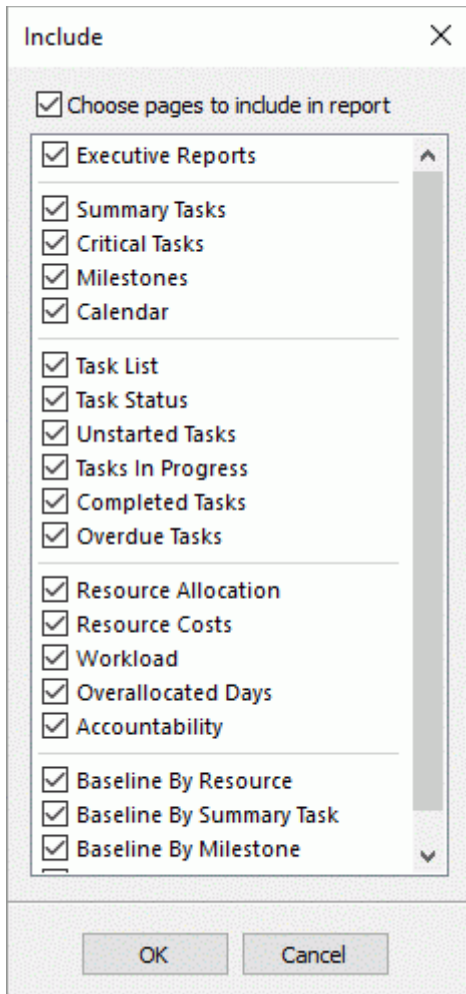 Include
Choose pages to include in report
Executive Reports
Summary Tasks
Critical Tasks
Milestones
Calendar
Task List
Task Status
Unstarted Tasks
Tasks In Progress
Completed Tasks
Overdue Tasks
Resource Allocation
Resource Costs
Workload
Overallocated Days
Accountability
Baseline By Resource
Baseline By Summary Task
Baseline By Milestone
OK
Cancel